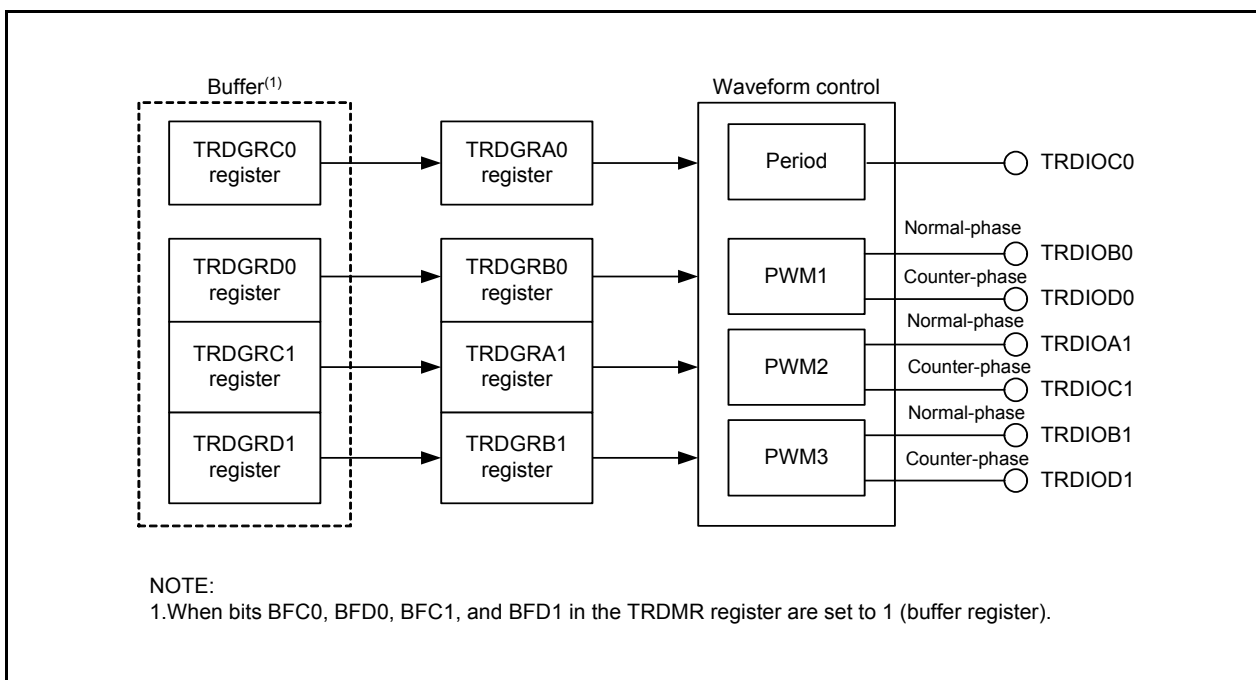 Buffer(1)
Waveform control
TRDGRC0
register
TRDGRA0
register
Period
TRDIOC0
TRDGRD0
register
TRDGRB0
register
PWM1
Normal-phase
TRDIOB0
Counter-phase
TRDIOD0
TRDGRC1
register
TRDGRA1
register
PWM2
Normal-phase
TRDIOA1
Counter-phase
TRDIOC1
TRDGRD1
register
TRDGRB1
register
PWM3
Normal-phase
TRDIOB1
Counter-phase
TRDIOD1
NOTE:
1.When bits BFC0, BFD0, BFC1, and BFD1 in the TRDMR register are set to 1 (buffer register).